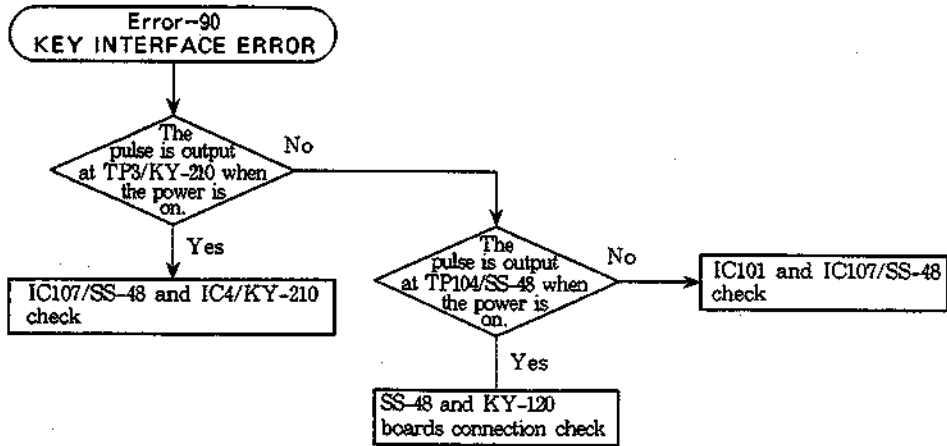 Error-90
KEY INTERFACE ERROR
The
pulse is output
at TP3/KY-210 when
the power is
on.
No
Yes
IC107/SS-48 and IC4/KY-210
check
The
pulse is output
at TP104/SS-48 when
the power is
on.
No
IC101 and IC107/SS-48
check
Yes
SS-48 and KY-120
boards connection check